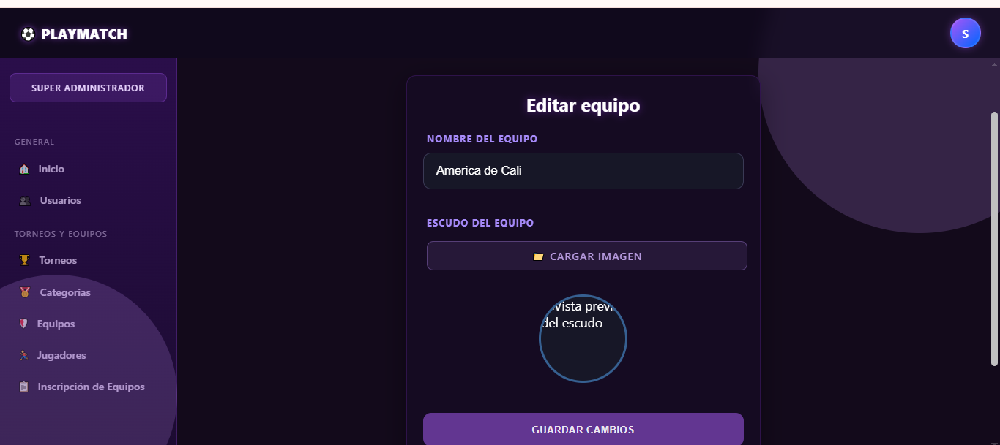 PLAYMATCH
S
SUPER ADMINISTRADOR
GENERAL
Inicio
Usuarios
TORNEOS Y EQUIPOS
Torneos
Categorias
Equipos
Jugadores
Inscripción de Equipos
Editar equipo
NOMBRE DEL EQUIPO
America de Cali
ESCUDO DEL EQUIPO
CARGAR IMAGEN
Vista previ
del escudo
GUARDAR CAMBIOS